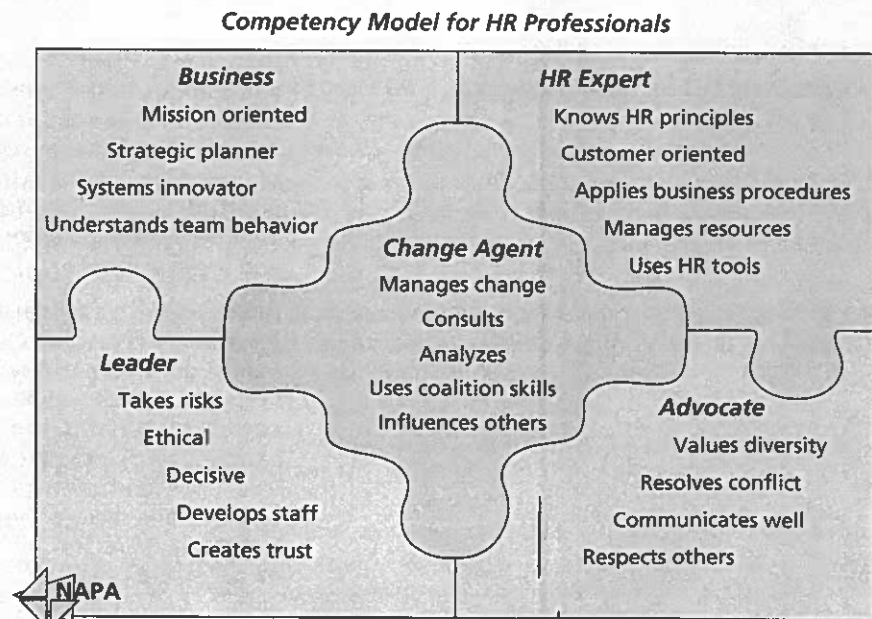 Competency Model for HR Professionals
Business
Mission oriented
Strategic planner
Systems innovator
Understands team behavior
HR Expert
Knows HR principles
Customer oriented
Applies business procedures
Manages resources
Uses HR tools
Change Agent
Manages change
Consults
Analyzes
Uses coalition skills
Influences others
Leader
Takes risks
Ethical
Decisive
Develops staff
Creates trust
Advocate
Values diversity
Resolves conflict
Communicates well
Respects others
NAPA